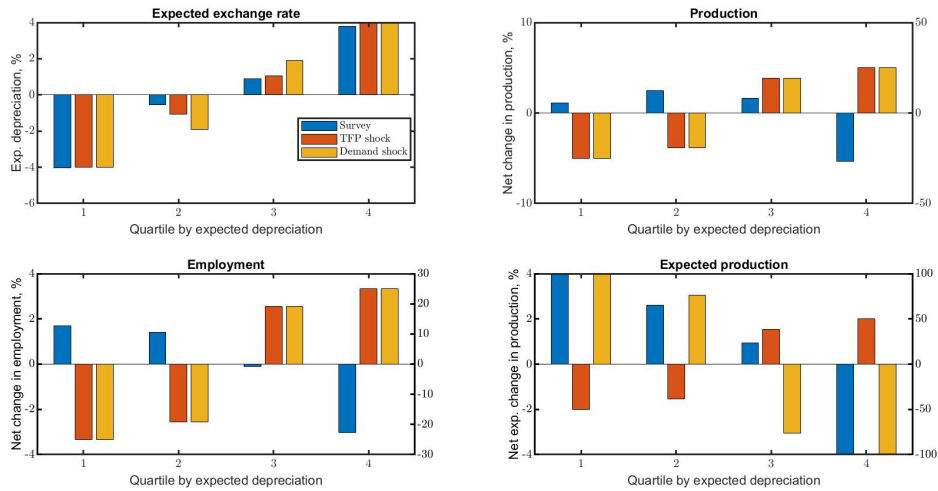 Expected exchange rate
Exp. depreciation, %
4
2
0
-2
-4
-6
Survey
TFP shock
Demand shock
1 2 3 4
Quartile by expected depreciation
Production
Net change in production, %
10
5
0
-5
-10
50
0
-50
1 2 3 4
Quartile by expected depreciation
Employment
Net change in employment, %
4
2
0
-2
-4
30
20
10
0
-10
-20
-30
1 2 3 4
Quartile by expected depreciation
Expected production
Net exp. change in production, %
4
2
0
-2
-4
100
50
0
-50
-100
1 2 3 4
Quartile by expected depreciation